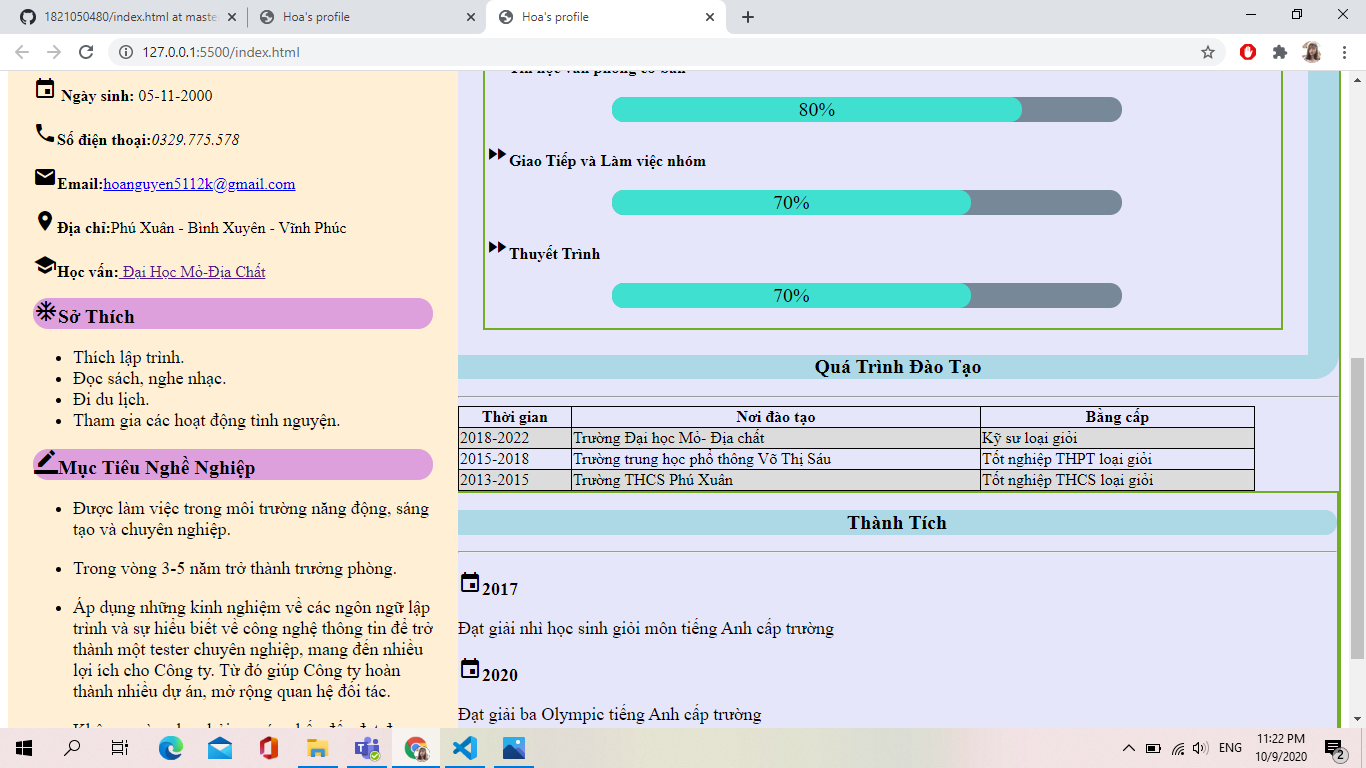 1821050480/index.html at maste
Hoa's profile
Hoa's profile
127.0.0.1:5500/index.html
Ngày sinh: 05-11-2000
Số điện thoại:0329.775.578
Email:hoanguyen5112k@gmail.com
Địa chỉ:Phú Xuân - Bình Xuyên - Vĩnh Phúc
Học vấn: Đại Học Mỏ-Địa Chất
Sở Thích
Thích lập trình.
Đọc sách, nghe nhạc.
Đi du lịch.
Tham gia các hoạt động tình nguyện.
Mục Tiêu Nghề Nghiệp
Được làm việc trong môi trường năng động, sáng
tạo và chuyên nghiệp.
Trong vòng 3-5 năm trở thành trưởng phòng.
Áp dụng những kinh nghiệm về các ngôn ngữ lập
trình và sự hiểu biết về công nghệ thông tin để trở
thành một tester chuyên nghiệp, mang đến nhiều
lợi ích cho Công ty. Từ đó giúp Công ty hoàn
thành nhiều dự án, mở rộng quan hệ đối tác.
Tin học văn phòng cơ bản
80%
Giao Tiếp và Làm việc nhóm
70%
Thuyết Trình
70%
Quá Trình Đào Tạo
Thời gian Nơi đào tạo Bằng cấp
2018-2022 Trường Đại học Mỏ- Địa chất Kỹ sư loại giỏi
2015-2018 Trường trung học phổ thông Võ Thị Sáu Tốt nghiệp THPT loại giỏi
2013-2015 Trường THCS Phú Xuân Tốt nghiệp THCS loại giỏi
Thành Tích
2017
Đạt giải nhì học sinh giỏi môn tiếng Anh cấp trường
2020
Đạt giải ba Olympic tiếng Anh cấp trường
ENG
11:22 PM
10/9/2020
2